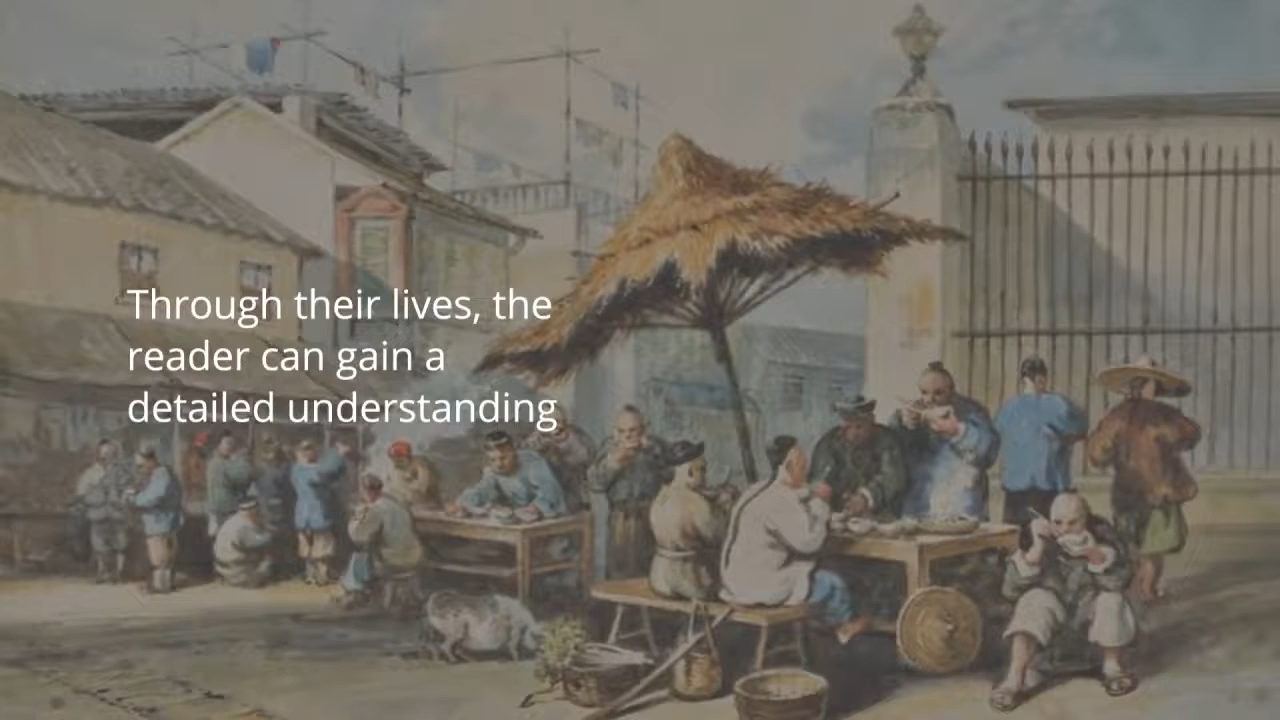 Through their lives, the
reader can gain a
detailed understanding